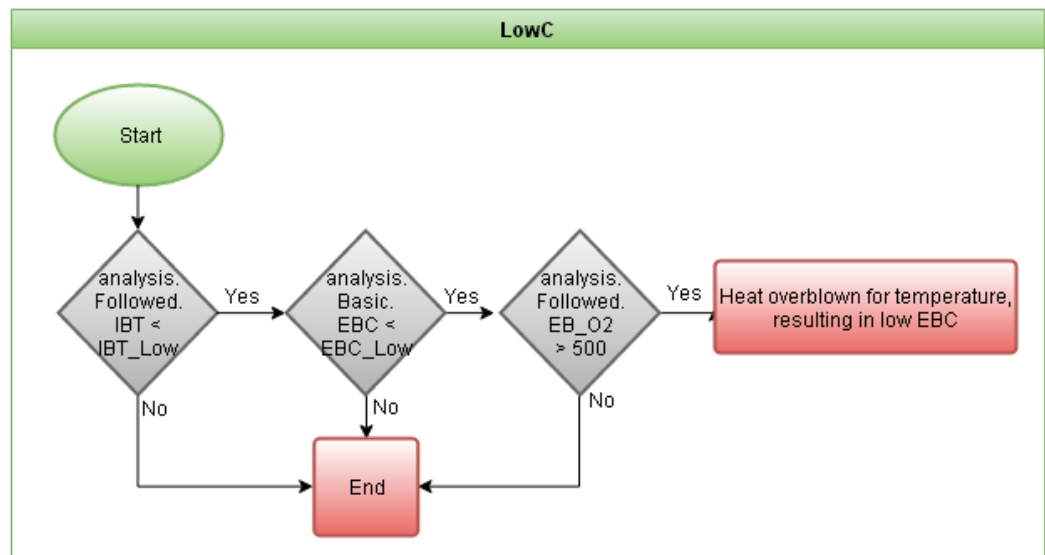 LowC
Start
analysis.
Followed.
IBT <
IBT_Low
Yes
analysis.
Basic.
EBC <
EBC_Low
Yes
analysis.
Followed.
EB_O2
> 500
Yes
Heat overblown for temperature,
resulting in low EBC
No
No
No
End